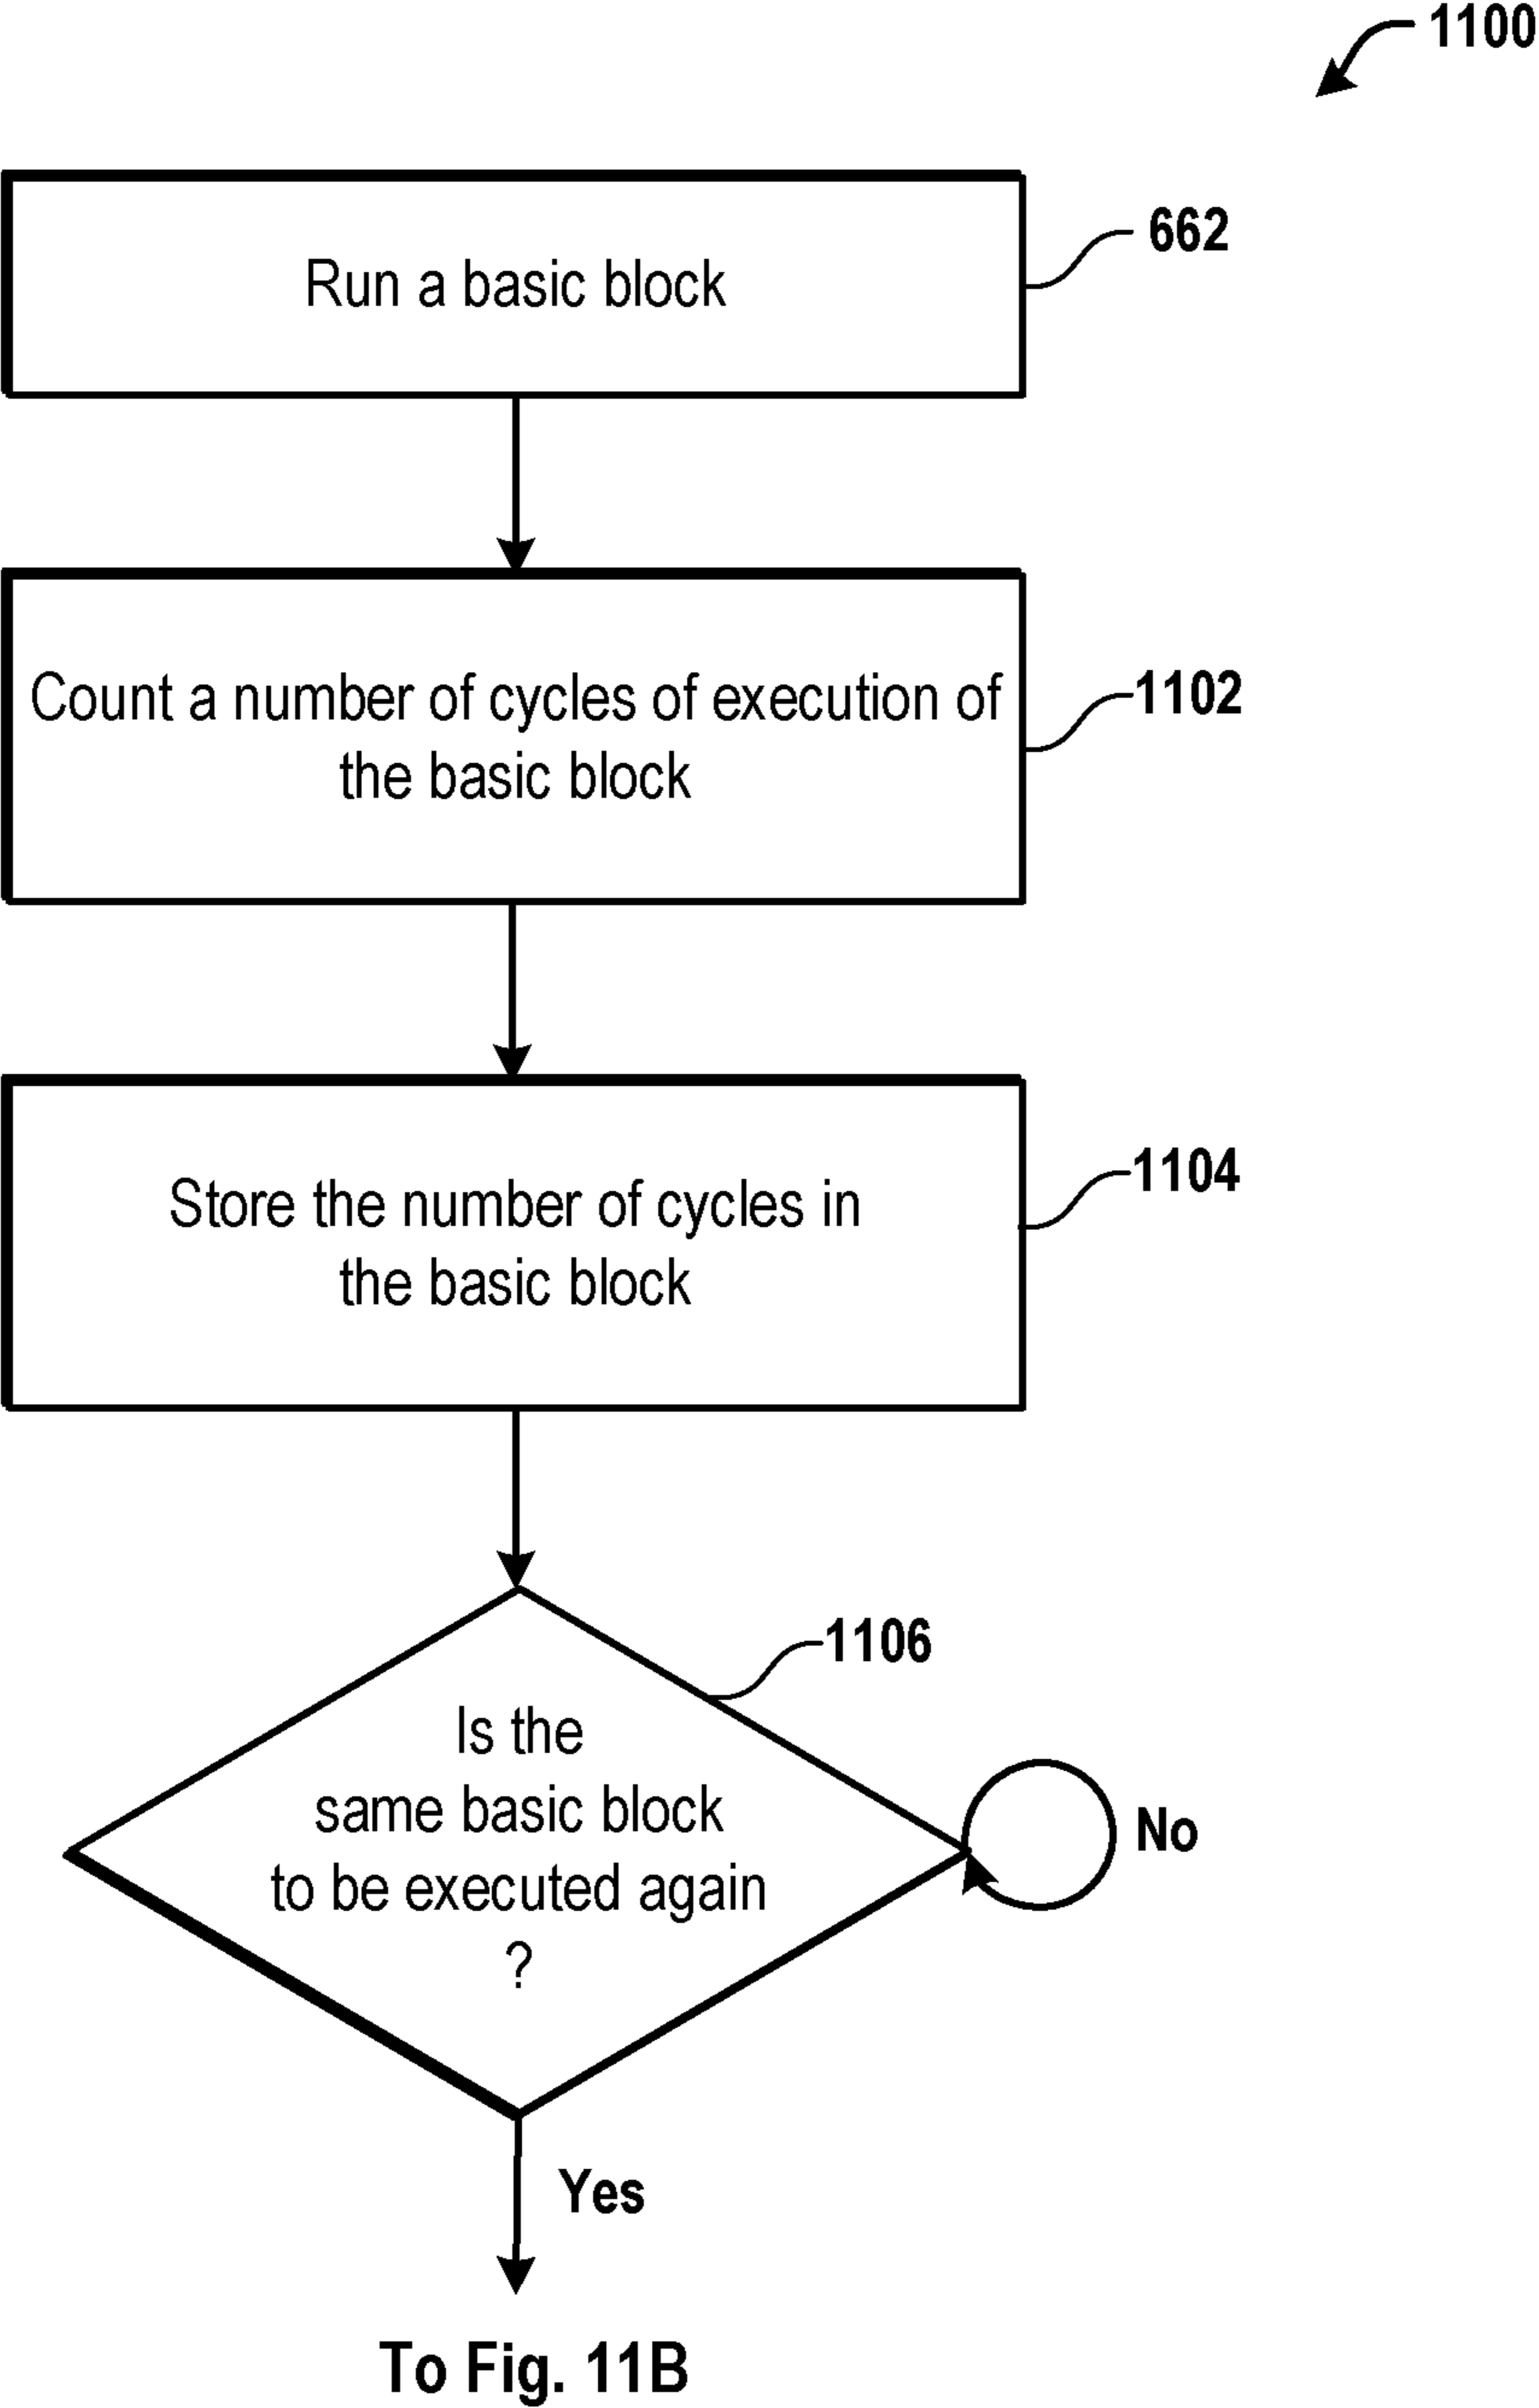 1100
Run a basic block
662
Count a number of cycles of execution of
the basic block
1102
Store the number of cycles in
the basic block
1104
1106
Is the
same basic block
to be executed again
?
No
Yes
To Fig. 11B